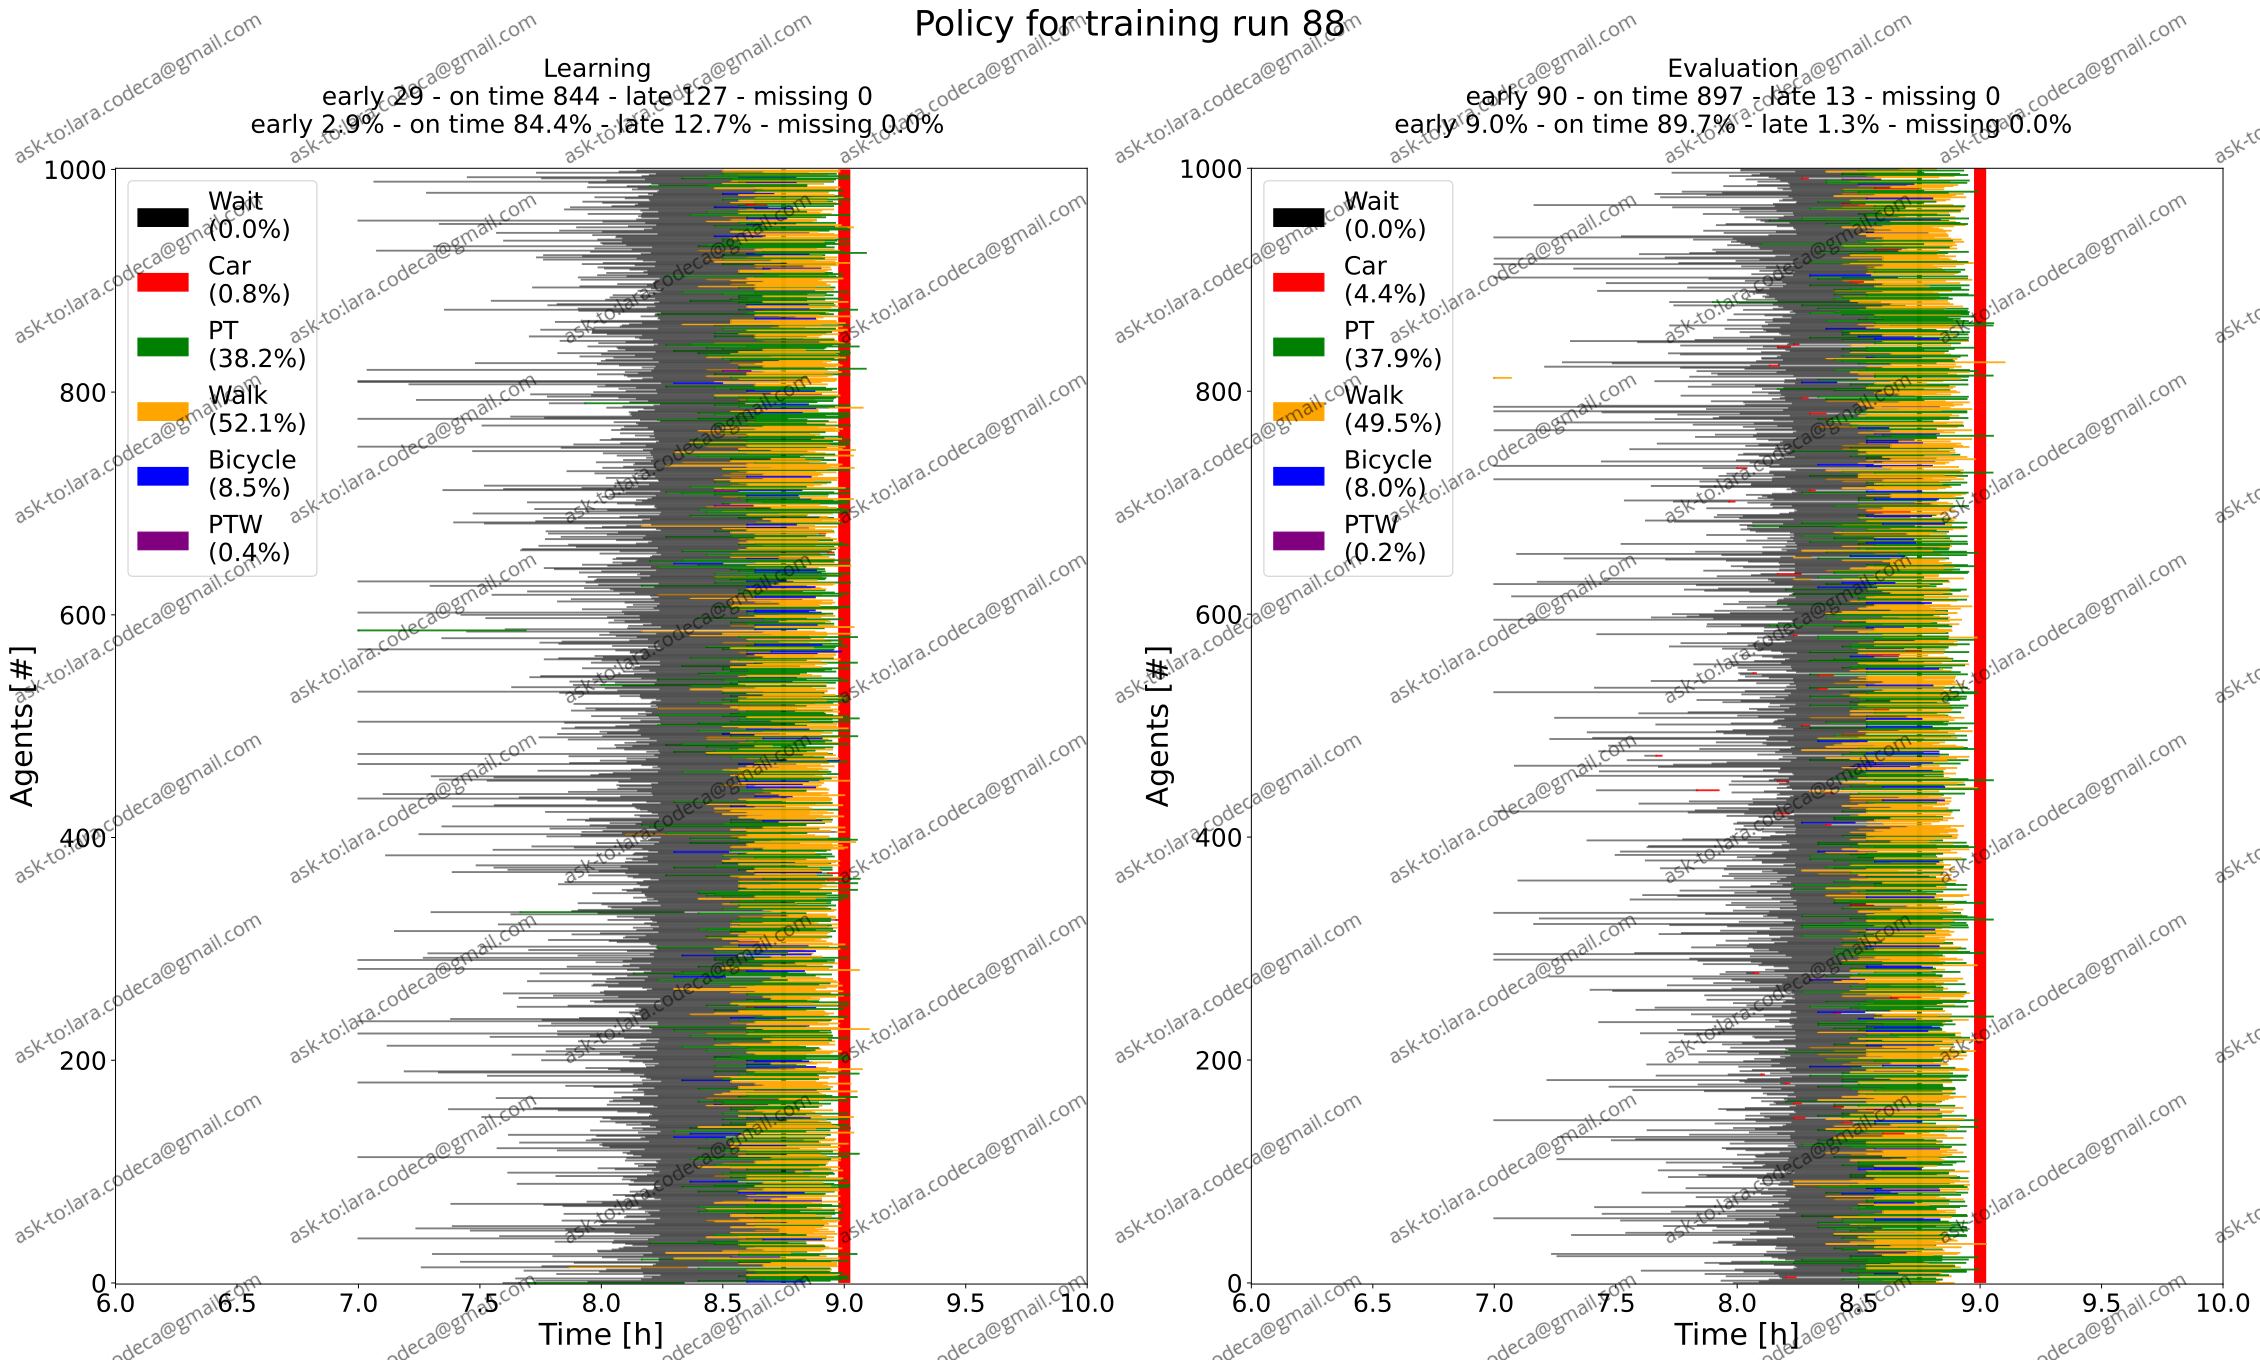 Policy for training run 88
Learning
early 29 - on time 844 - late 127 - missing 0
early 2.9% - on time 84.4% - late 12.7% - missing 0.0%
Agents [#]
1000
800
600
400
200
0
Wait
(0.0%)
Car
(0.8%)
PT
(38.2%)
Walk
(52.1%)
Bicycle
(8.5%)
PTW
(0.4%)
6.0 6.5 7.0 7.5 8.0 8.5 9.0 9.5 10.0
Time [h]
Evaluation
early 90 - on time 897 - late 13 - missing 0
early 9.0% - on time 89.7% - late 1.3% - missing 0.0%
Agents [#]
1000
800
600
400
200
0
Wait
(0.0%)
Car
(4.4%)
PT
(37.9%)
Walk
(49.5%)
Bicycle
(8.0%)
PTW
(0.2%)
6.0 6.5 7.0 7.5 8.0 8.5 9.0 9.5 10.0
Time [h]
ask-to:lara.codeca@gmail.com